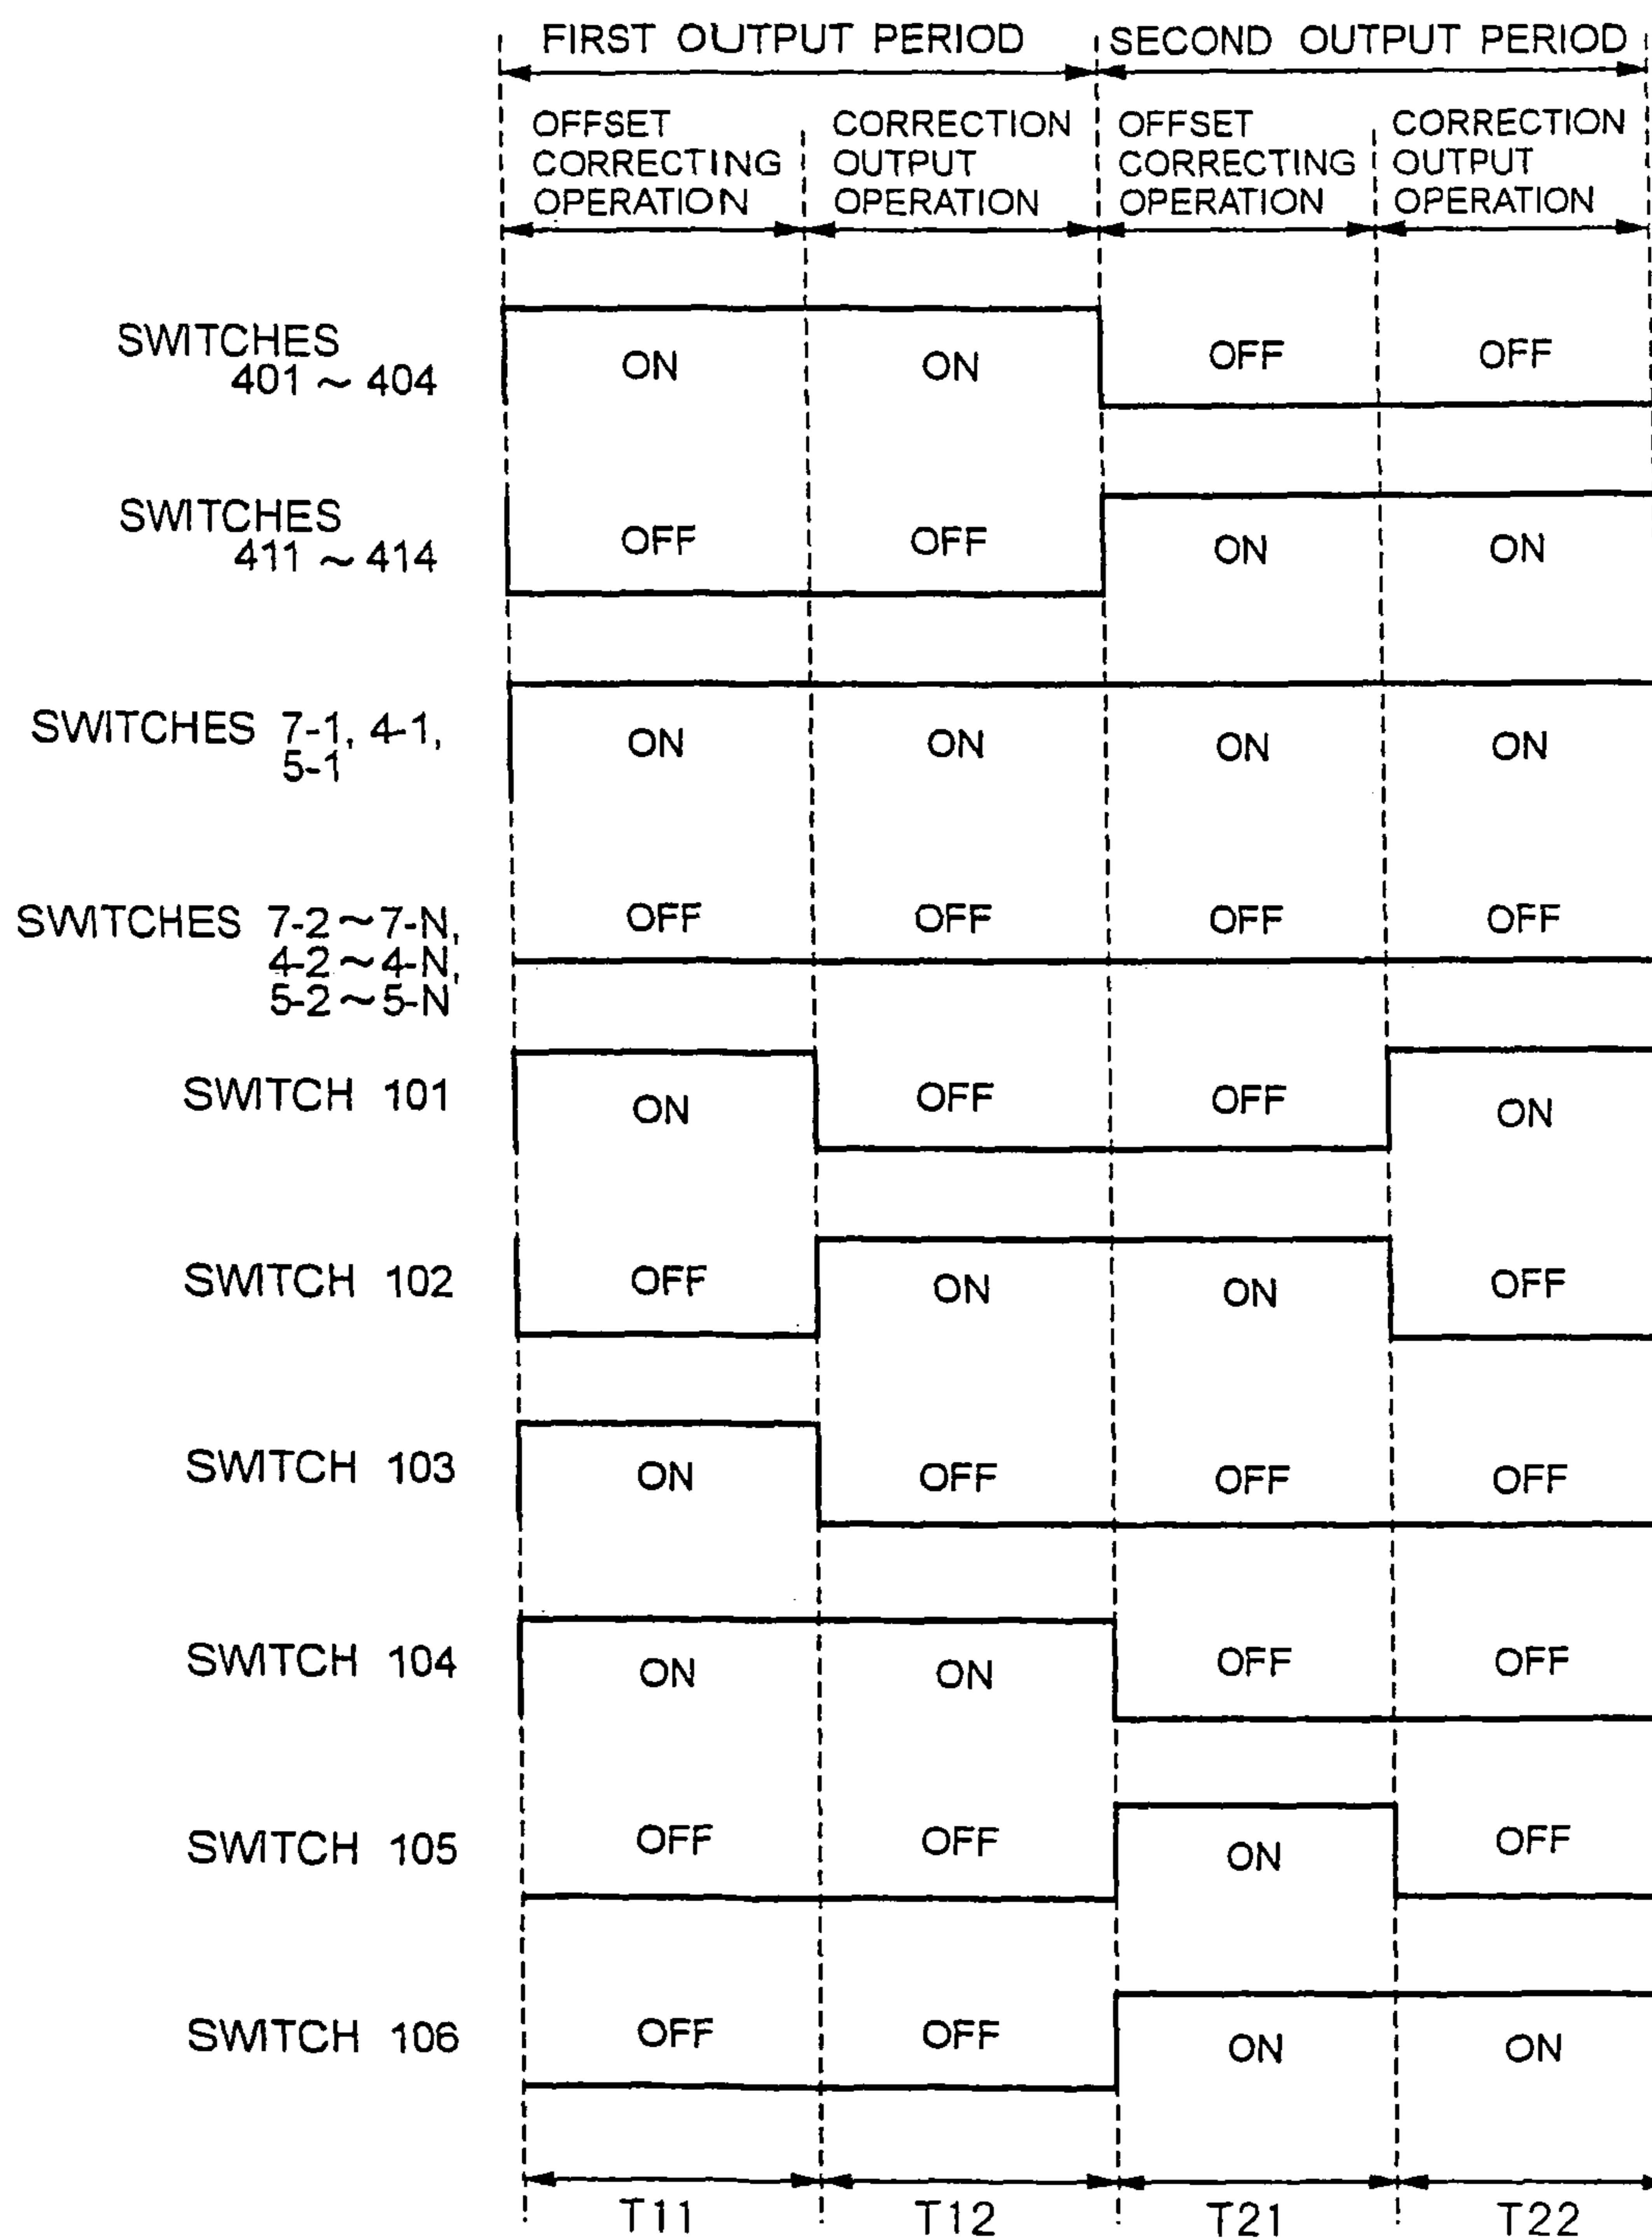 FIRST OUTPUT PERIOD SECOND OUTPUT PERIOD
OFFSET CORRECTION OFFSET CORRECTION
CORRECTING OUTPUT CORRECTING OUTPUT
OPERATION OPERATION OPERATION OPERATION
SWITCHES
401 ~ 404
ON ON OFF OFF
SWITCHES
411 ~ 414
OFF OFF ON ON
SWITCHES 7-1, 4-1,
5-1
ON ON ON ON
SWITCHES 7-2 ~ 7-N,
4-2 ~ 4-N,
5-2 ~ 5-N
OFF OFF OFF OFF
SWITCH 101 ON OFF OFF ON
SWITCH 102 OFF ON ON OFF
SWITCH 103 ON OFF OFF OFF
SWITCH 104 ON ON OFF OFF
SWITCH 105 OFF OFF ON OFF
SWITCH 106 OFF OFF ON ON
T11 T12 T21 T22